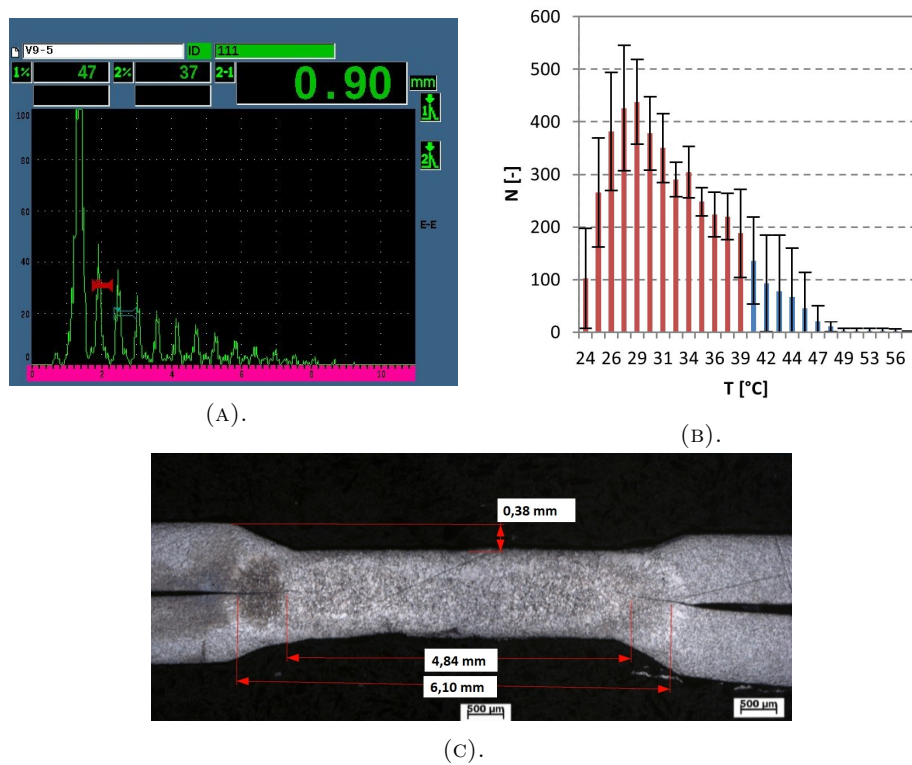 V9-5 ID 111
1% 47 2% 37 2-1 0.90 mm
1
2
E-E
100
80
60
40
20
0
0 2 4 6 8 10
(A).
600
500
400
300
200
100
0
N [-]
24 26 29 31 34 36 39 42 44 47 49 53 56
T [°C]
(B).
0,38 mm
4,84 mm
6,10 mm
500 µm
500 µm
(C).